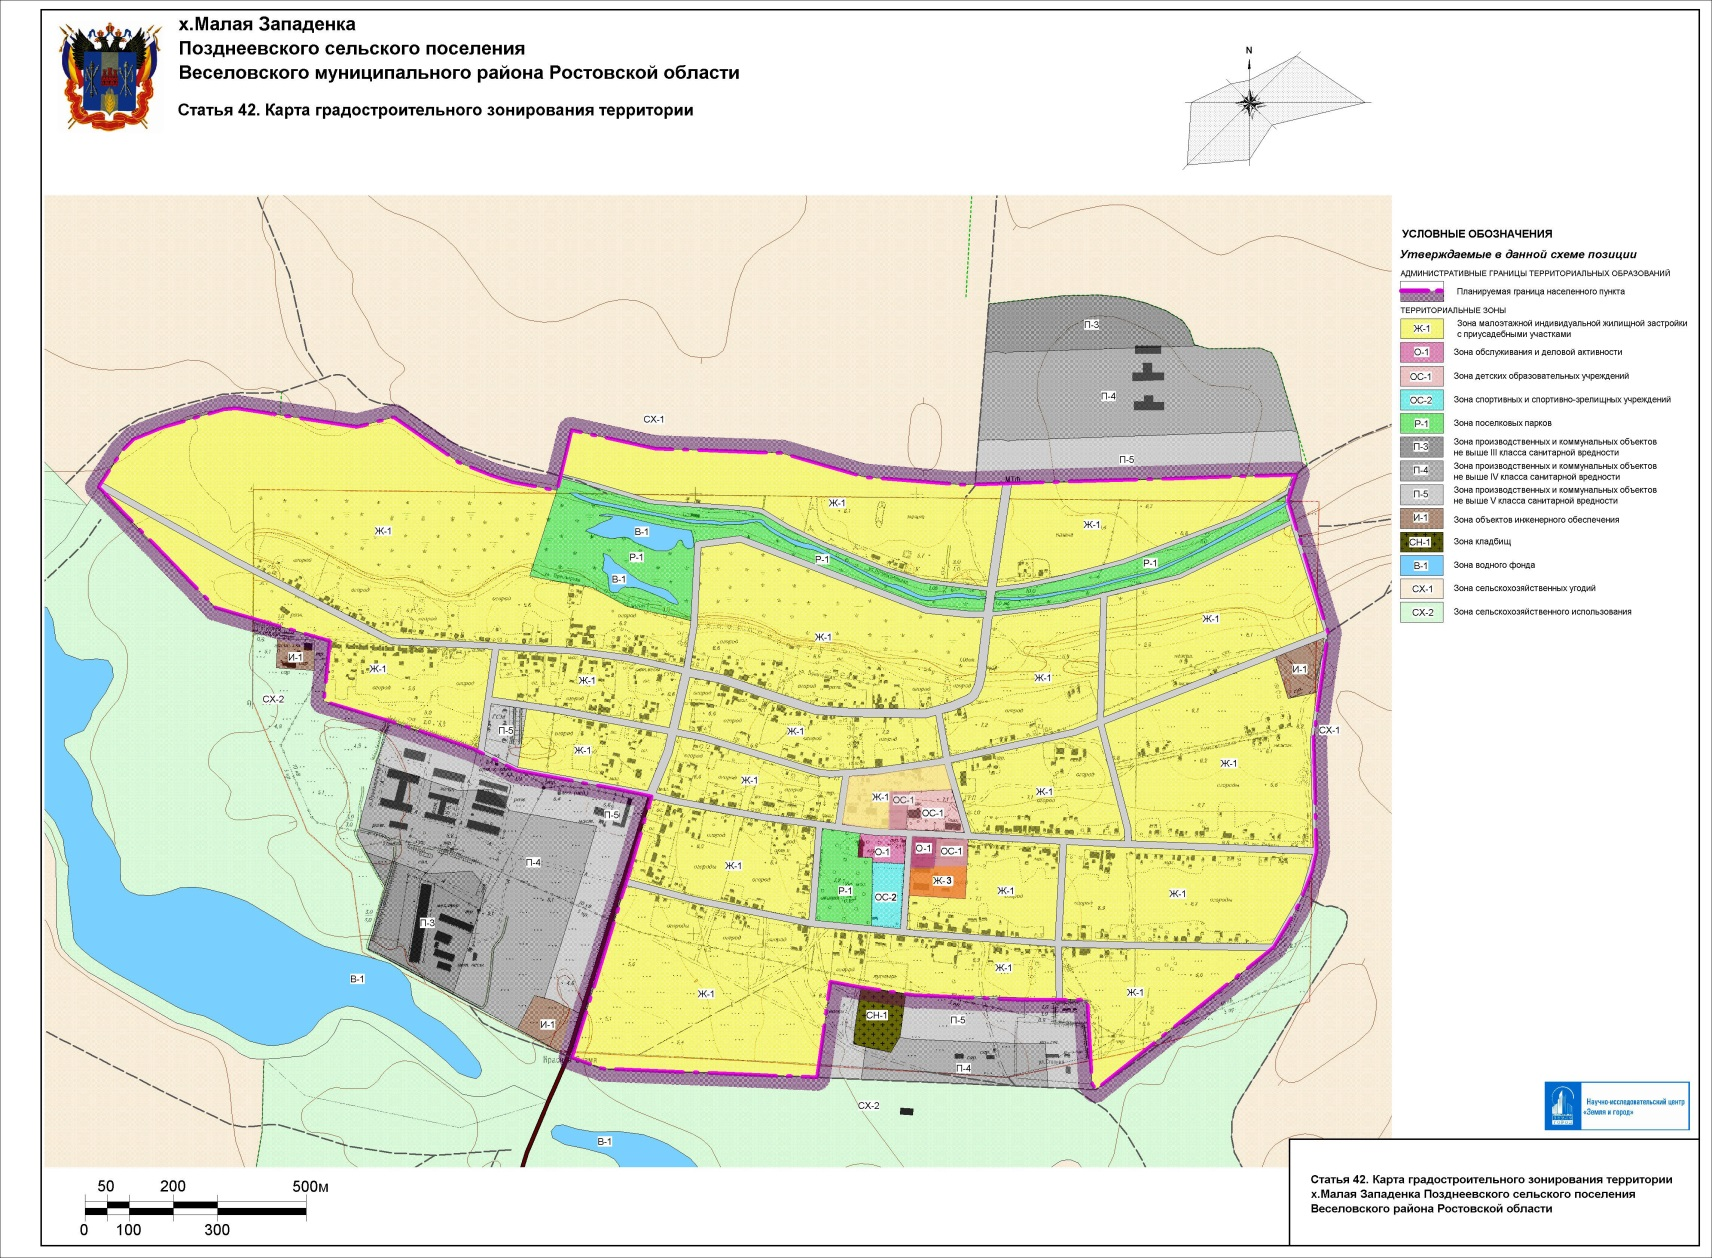 х.Малая Западенка
Позднеевского сельского поселения
Веселовского муниципального района Ростовской области
Статья 42. Карта градостроительного зонирования территории
N
УСЛОВНЫЕ ОБОЗНАЧЕНИЯ
Утверждаемые в данной схеме позиции
АДМИНИСТРАТИВНЫЕ ГРАНИЦЫ ТЕРРИТОРИАЛЬНЫХ ОБРАЗОВАНИЙ
Планируемая граница населенного пункта
ТЕРРИТОРИАЛЬНЫЕ ЗОНЫ
Ж-1 Зона малоэтажной индивидуальной жилищной застройки
с приусадебными участками
О-1 Зона обслуживания и деловой активности
ОС-1 Зона детских образовательных учреждений
ОС-2 Зона спортивных и спортивно-зрелищных учреждений
Р-1 Зона поселковых парков
П-3 Зона производственных и коммунальных объектов
не выше III класса санитарной вредности
П-4 Зона производственных и коммунальных объектов
не выше IV класса санитарной вредности
П-5 Зона производственных и коммунальных объектов
не выше V класса санитарной вредности
И-1 Зона объектов инженерного обеспечения
СН-1 Зона кладбищ
В-1 Зона водного фонда
СХ-1 Зона сельскохозяйственных угодий
СХ-2 Зона сельскохозяйственного использования
П-3
П-4
СХ-1
П-5
МТФ
Ж-1
Ж-1
Ж-1
В-1
Р-1
Р-1
Р-1
В-1
Ж-1
Ж-1
И-1
Ж-1
И-1
Ж-1
Ж-1
СХ-2
П-5
Ж-1
СХ-1
Ж-1
Ж-1
Ж-1
Ж-1
Ж-1
ОС-1
ОС-1
П-5
О-1
О-1
ОС-1
П-4
Ж-1
Ж-3
Р-1
ОС-2
Ж-1
Ж-1
П-3
Ж-1
В-1
Ж-1
Ж-1
СН-1
П-5
И-1
П-4
СХ-2
В-1
Научно-исследовательский центр
«Земля и город»
50 200 500м
0 100 300
Статья 42. Карта градостроительного зонирования территории
х.Малая Западенка Позднеевского сельского поселения
Веселовского района Ростовской области